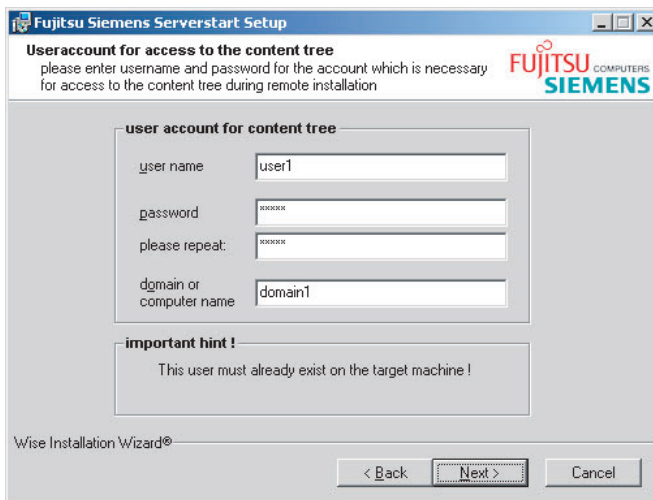 Fujitsu Siemens Serverstart Setup
Useraccount for access to the content tree
please enter username and password for the account which is necessary
for access to the content tree during remote installation
FUJITSU COMPUTERS
SIEMENS
user account for content tree
user name
user1
password
xxxxx
please repeat:
xxxxx
domain or
computer name
domain1
important hint !
This user must already exist on the target machine !
Wise Installation Wizard®
< Back
Next >
Cancel